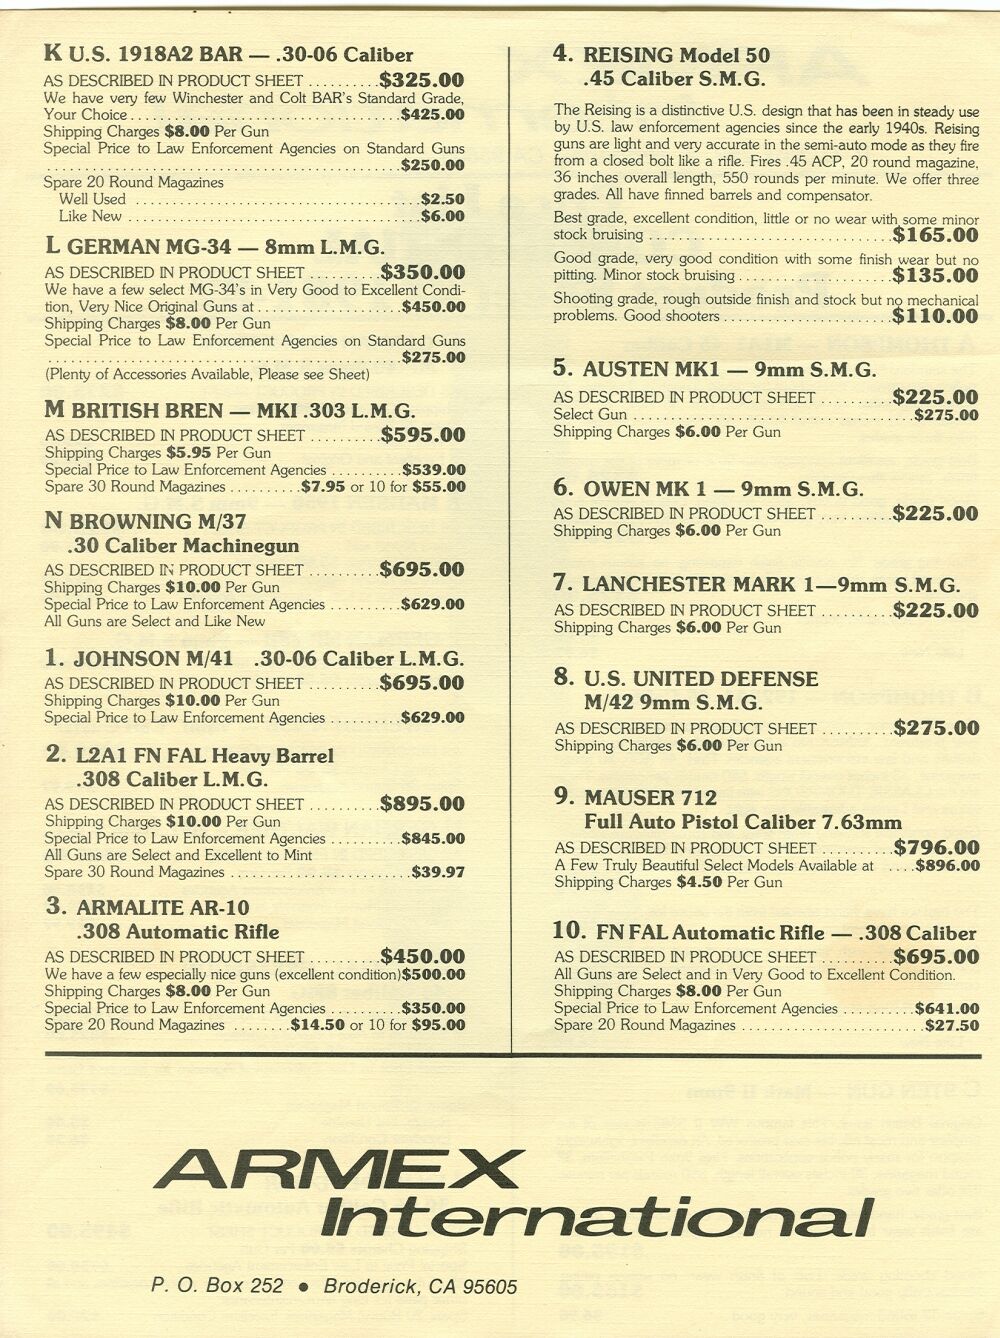 K U.S. 1918A2 BAR — .30-06 Caliber
AS DESCRIBED IN PRODUCT SHEET ..........$325.00
We have very few Winchester and Colt BAR's Standard Grade,
Your Choice....................................$425.00
Shipping Charges $8.00 Per Gun
Special Price to Law Enforcement Agencies on Standard Guns
................................................$250.00
Spare 20 Round Magazines
Well Used ......................................$2.50
Like New .......................................$6.00
L GERMAN MG-34 — 8mm L.M.G.
AS DESCRIBED IN PRODUCT SHEET ..........$350.00
We have a few select MG-34's in Very Good to Excellent Condi-
tion, Very Nice Original Guns at ....................$450.00
Shipping Charges $8.00 Per Gun
Special Price to Law Enforcement Agencies on Standard Guns
................................................$275.00
(Plenty of Accessories Available, Please see Sheet)
M BRITISH BREN — MKI .303 L.M.G.
AS DESCRIBED IN PRODUCT SHEET ..........$595.00
Shipping Charges $5.95 Per Gun
Special Price to Law Enforcement Agencies ..........$539.00
Spare 30 Round Magazines ..........$7.95 or 10 for $55.00
N BROWNING M/37
.30 Caliber Machinegun
AS DESCRIBED IN PRODUCT SHEET ..........$695.00
Shipping Charges $10.00 Per Gun
Special Price to Law Enforcement Agencies ..........$629.00
All Guns are Select and Like New
1. JOHNSON M/41 .30-06 Caliber L.M.G.
AS DESCRIBED IN PRODUCT SHEET ..........$695.00
Shipping Charges $10.00 Per Gun
Special Price to Law Enforcement Agencies ..........$629.00
2. L2A1 FN FAL Heavy Barrel
.308 Caliber L.M.G.
AS DESCRIBED IN PRODUCT SHEET ..........$895.00
Shipping Charges $10.00 Per Gun
Special Price to Law Enforcement Agencies ..........$845.00
All Guns are Select and Excellent to Mint
Spare 30 Round Magazines ........................$39.97
3. ARMALITE AR-10
.308 Automatic Rifle
AS DESCRIBED IN PRODUCT SHEET ..........$450.00
We have a few especially nice guns (excellent condition)$500.00
Shipping Charges $8.00 Per Gun
Special Price to Law Enforcement Agencies ..........$350.00
Spare 20 Round Magazines ........$14.50 or 10 for $95.00
4. REISING Model 50
.45 Caliber S.M.G.
The Reising is a distinctive U.S. design that has been in steady use
by U.S. law enforcement agencies since the early 1940s. Reising
guns are light and very accurate in the semi-auto mode as they fire
from a closed bolt like a rifle. Fires .45 ACP, 20 round magazine,
36 inches overall length, 550 rounds per minute. We offer three
grades. All have finned barrels and compensator.
Best grade, excellent condition, little or no wear with some minor
stock bruising ..................................$165.00
Good grade, very good condition with some finish wear but no
pitting. Minor stock bruising ....................$135.00
Shooting grade, rough outside finish and stock but no mechanical
problems. Good shooters ........................$110.00
5. AUSTEN MK1 — 9mm S.M.G.
AS DESCRIBED IN PRODUCT SHEET ..........$225.00
Select Gun ......................................$275.00
Shipping Charges $6.00 Per Gun
6. OWEN MK 1 — 9mm S.M.G.
AS DESCRIBED IN PRODUCT SHEET ..........$225.00
Shipping Charges $6.00 Per Gun
7. LANCHESTER MARK 1—9mm S.M.G.
AS DESCRIBED IN PRODUCT SHEET ..........$225.00
Shipping Charges $6.00 Per Gun
8. U.S. UNITED DEFENSE
M/42 9mm S.M.G.
AS DESCRIBED IN PRODUCT SHEET ..........$275.00
Shipping Charges $6.00 Per Gun
9. MAUSER 712
Full Auto Pistol Caliber 7.63mm
AS DESCRIBED IN PRODUCT SHEET ..........$796.00
A Few Truly Beautiful Select Models Available at ....$896.00
Shipping Charges $4.50 Per Gun
10. FN FAL Automatic Rifle — .308 Caliber
AS DESCRIBED IN PRODUCE SHEET ..........$695.00
All Guns are Select and in Very Good to Excellent Condition.
Shipping Charges $8.00 Per Gun
Special Price to Law Enforcement Agencies ..........$641.00
Spare 20 Round Magazines ........................$27.50
ARMEX
International
P. O. Box 252 • Broderick, CA 95605